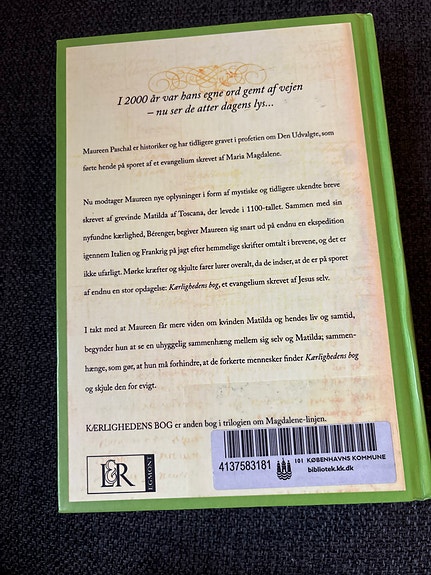 I 2000 år var hans egne ord gemt af vejen
– nu ser de atter dagens lys...
Maureen Paschal er historiker og har tidligere gravet i profetien om Den Udvalgte, som
førte hende på sporet af et evangelium skrevet af Maria Magdalene.
Nu modtager Maureen nye oplysninger i form af mystiske og tidligere ukendte breve
skrevet af grevinde Matilda af Toscana, der levede i 1100-tallet. Sammen med sin
nyfundne kærlighed, Bérenger, begiver Maureen sig snart ud på endnu en ekspedition
igennem Italien og Frankrig på jagt efter hemmelige skrifter omtalt i brevene, og det er
ikke ufarligt. Mørke kræfter og skjulte farer lurer overalt, da de indser, at de er på sporet
af endnu en stor opdagelse: Kærlighedens bog, et evangelium skrevet af Jesus selv.
I takt med at Maureen får mere viden om kvinden Matilda og hendes liv og samtid,
begynder hun at se en uhyggelig sammenhæng mellem sig selv og Matilda; sammen-
hænge, som gør, at hun må forhindre, at de forkerte mennesker finder Kærlighedens bog
og skjule den for evigt.
KÆRLIGHEDENS BOG er anden bog i trilogien om Magdalene-linjen.
L&R
EGMONT
4137583181
101 KØBENHAVNS KOMMUNE
bibliotek.kk.dk